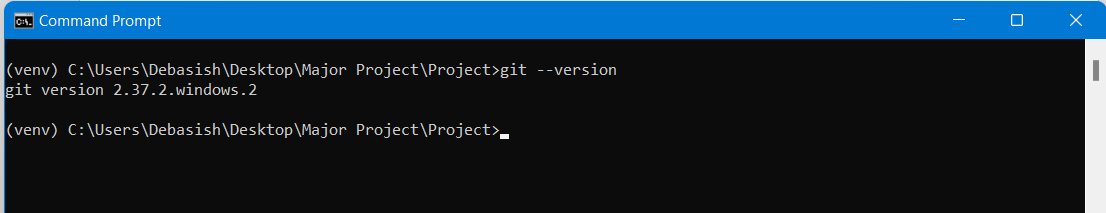 Command Prompt
(venv) C:\Users\Debasish\Desktop\Major Project\Project>git --version
git version 2.37.2.windows.2
(venv) C:\Users\Debasish\Desktop\Major Project\Project>